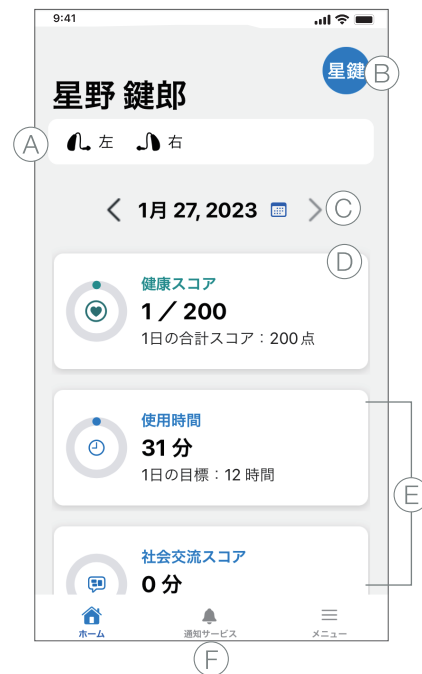 9:41
星鍵
B
星野 鍵郎
A
左 右
1月 27, 2023
C
D
健康スコア
1 / 200
1日の合計スコア：200点
使用時間
31 分
1日の目標：12 時間
E
社会交流スコア
0 分
ホーム 通知サービス メニュー
F